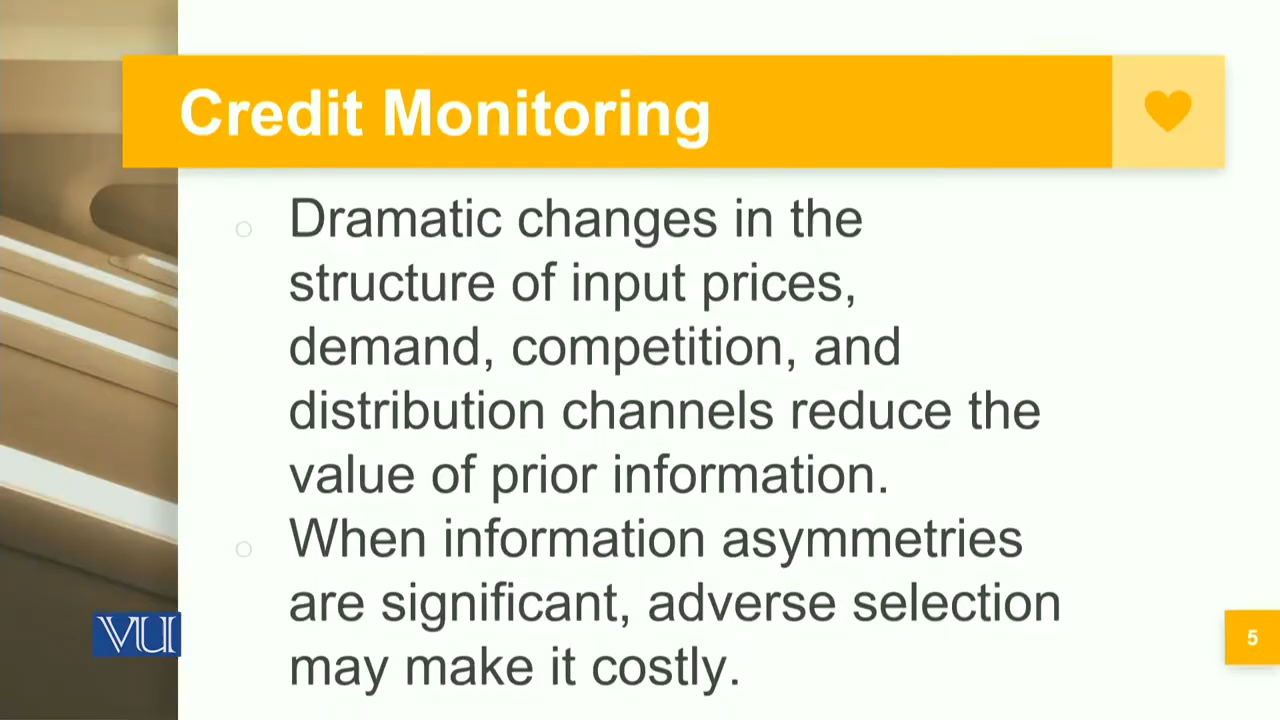 Credit Monitoring
Dramatic changes in the
structure of input prices,
demand, competition, and
distribution channels reduce the
value of prior information.
When information asymmetries
are significant, adverse selection
may make it costly.
VU
5